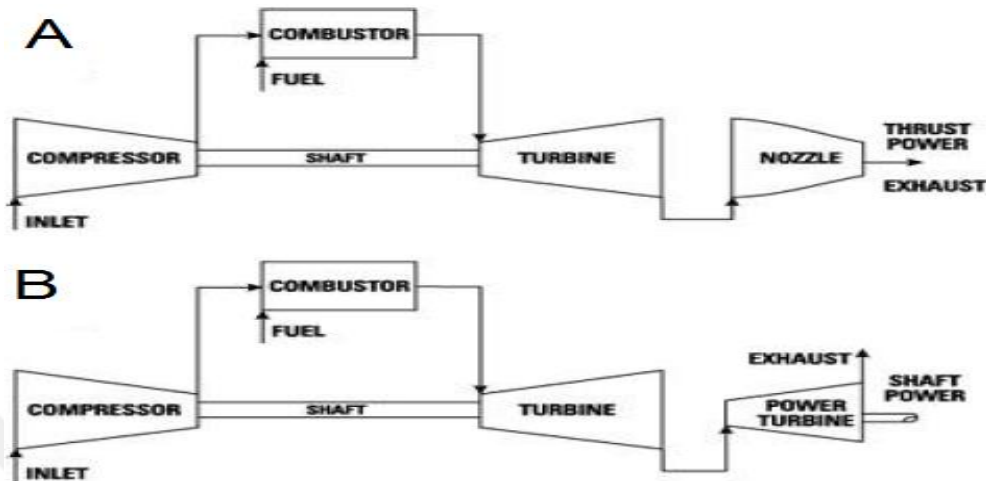 A
COMBUSTOR
FUEL
COMPRESSOR
SHAFT
TURBINE
NOZZLE
THRUST
POWER
EXHAUST
INLET
B
COMBUSTOR
FUEL
COMPRESSOR
SHAFT
TURBINE
EXHAUST
POWER
TURBINE
SHAFT
POWER
INLET